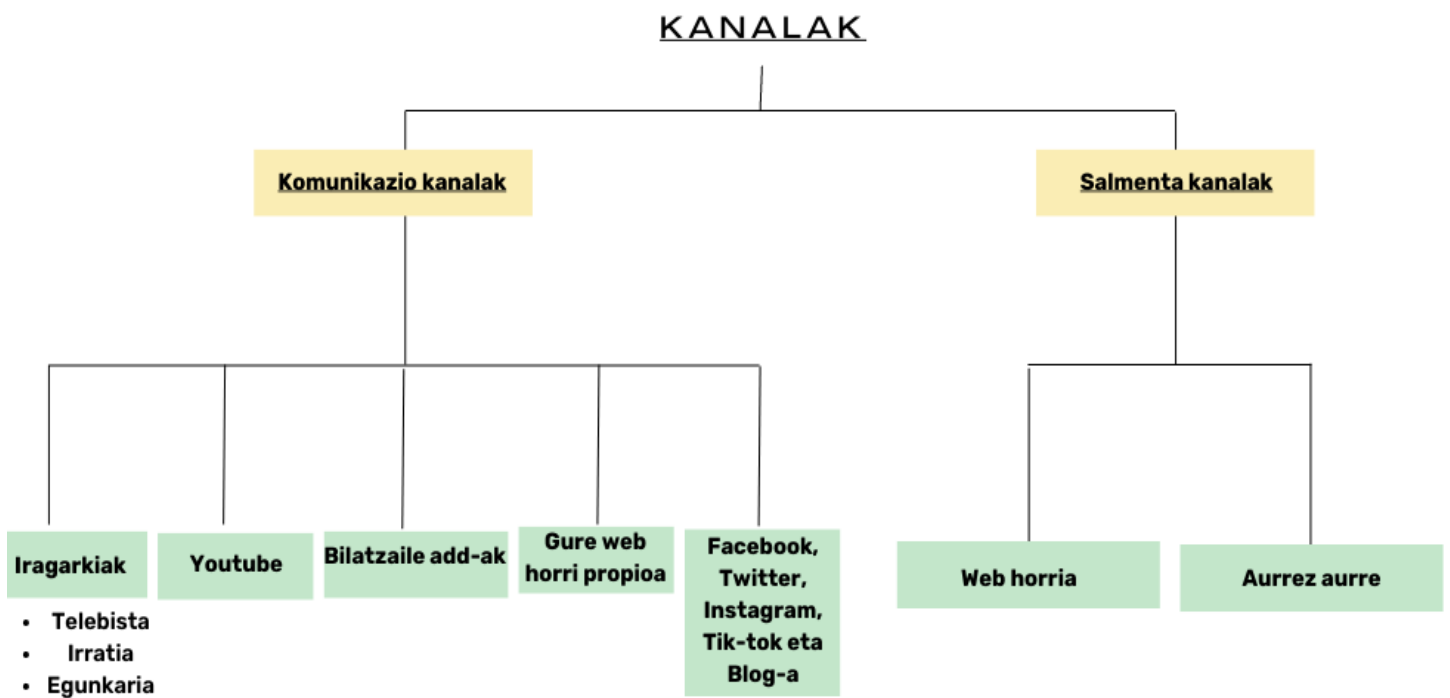 KANALAK
Komunikazio kanalak
Salmenta kanalak
Iragarkiak
• Telebista
• Irratia
• Egunkaria
Youtube
Bilatzaile add-ak
Gure web
horri propioa
Facebook,
Twitter,
Instagram,
Tik-tok eta
Blog-a
Web horria
Aurrez aurre